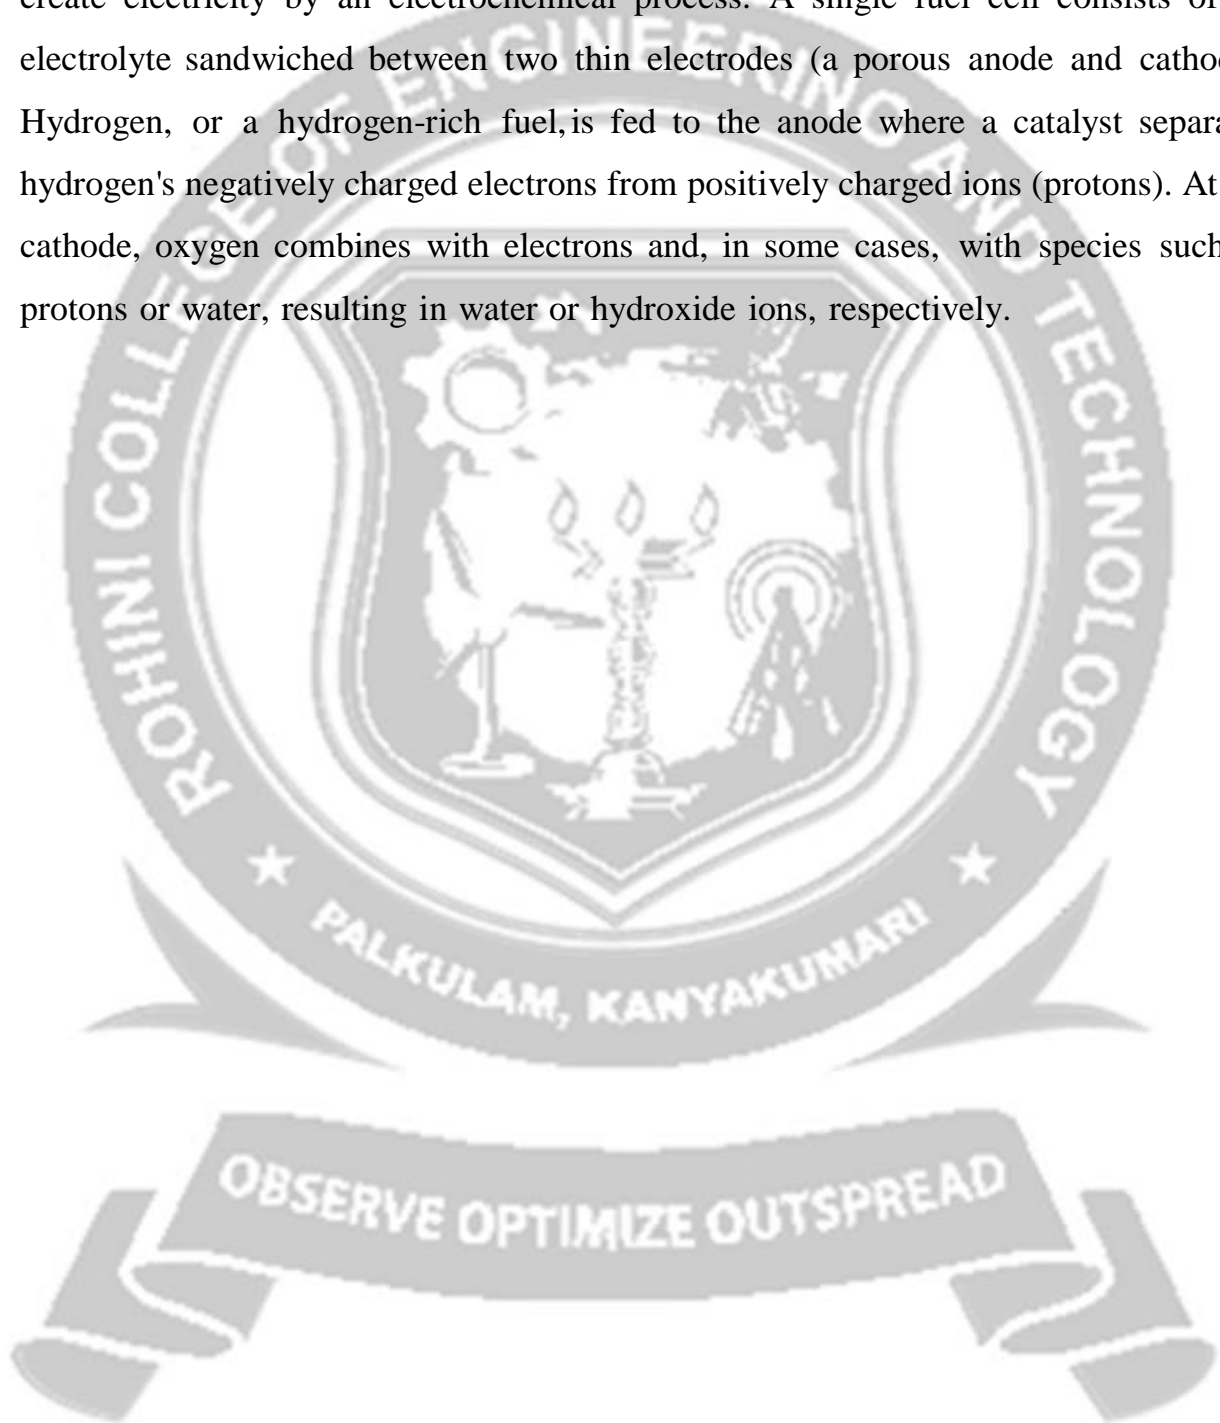 create electricity by an electrochemical process. A single fuel cell consists of
electrolyte sandwiched between two thin electrodes (a porous anode and
Hydrogen, or a hydrogen-rich fuel, is fed to the anode where a catalyst
hydrogen's negatively charged electrons from positively charged ions (protons). At
cathode, oxygen combines with electrons and, in some cases, with species such
protons or water, resulting in water or hydroxide ions, respectively.
ROHINI COLLEGE OF ENGINEERING AND TECHNOLOGY
PALKULAM, KANYAKUMARI
OBSERVE OPTIMIZE OUTSPREAD